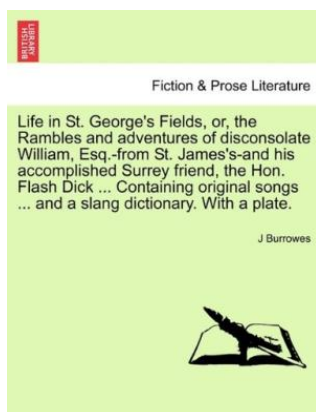 BRITISH
LIBRARY
Fiction & Prose Literature
Life in St. George's Fields, or, the
Rambles and adventures of disconsolate
William, Esq.-from St. James's-and his
accomplished Surrey friend, the Hon.
Flash Dick ... Containing original songs
... and a slang dictionary. With a plate.
J Burrowes